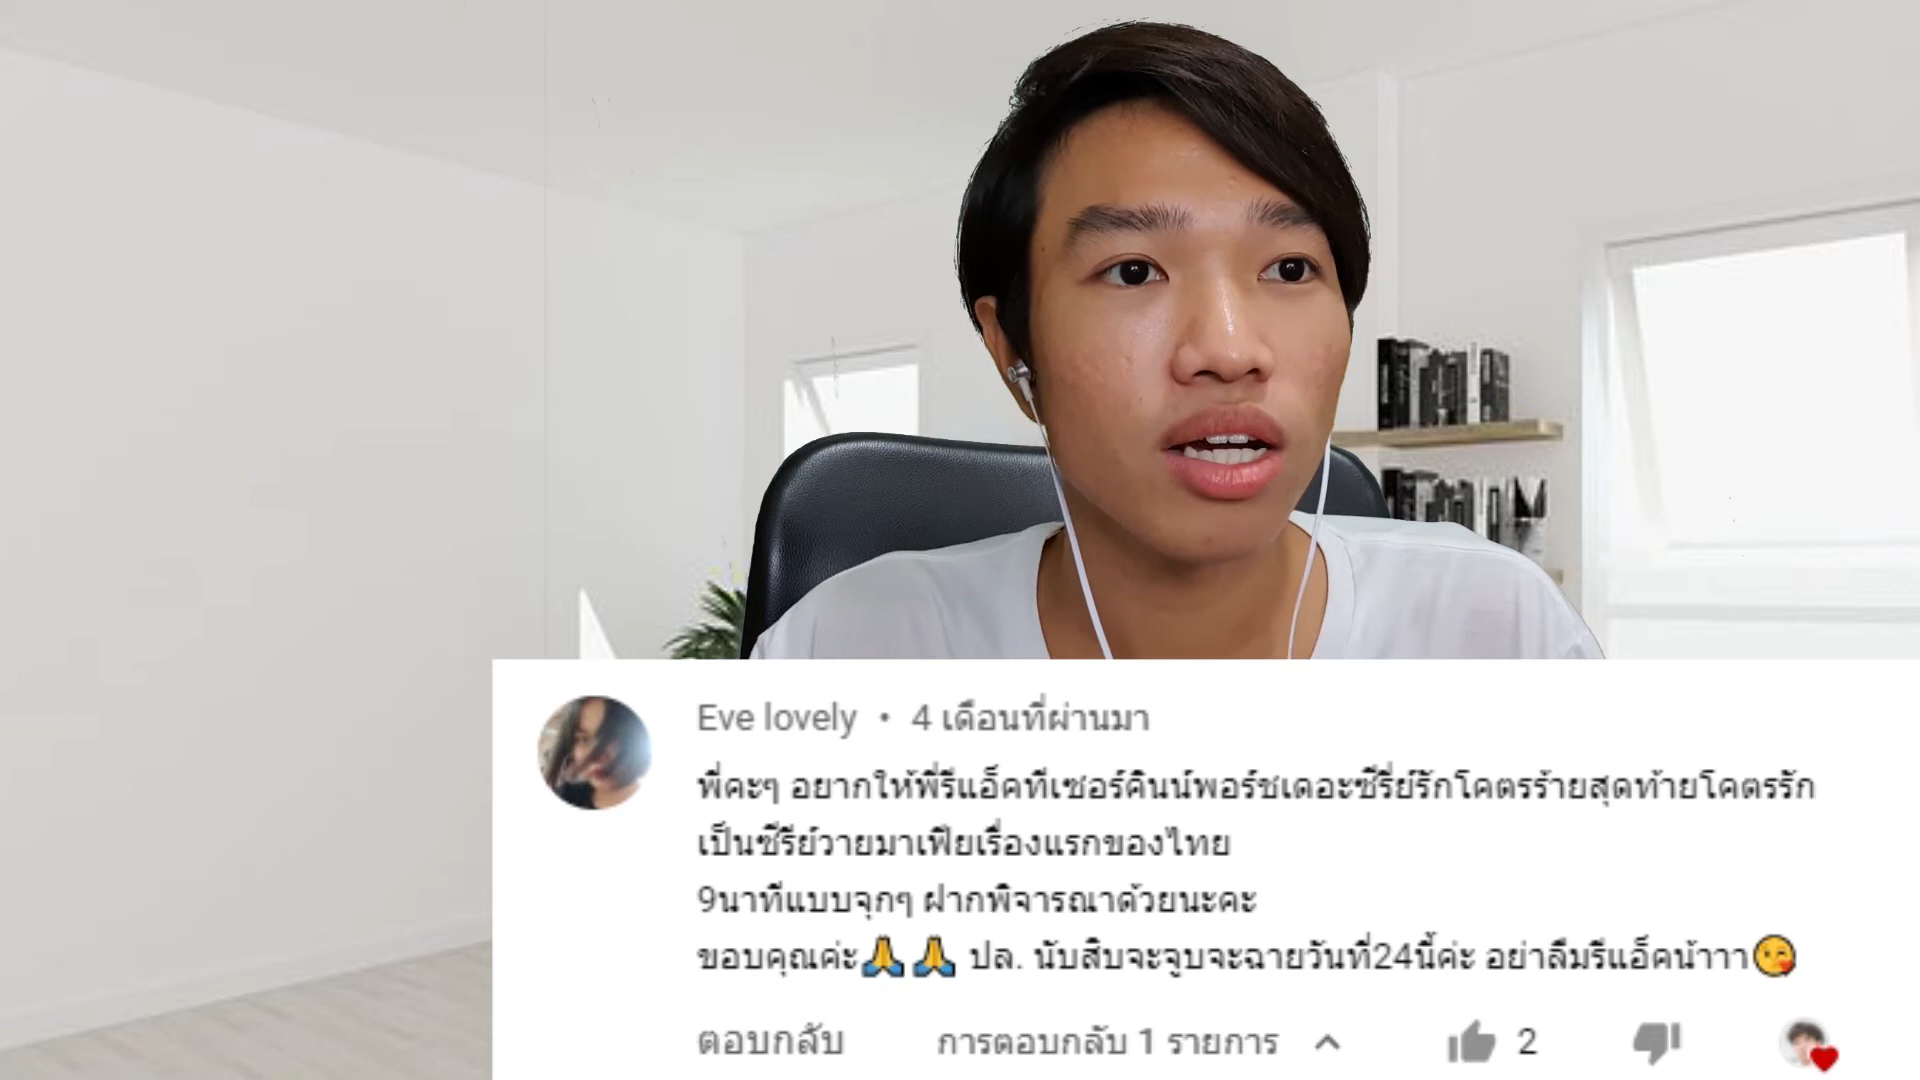 Eve lovely • 4 เดือนที่ผ่านมา
พี่คะๆ อยากให้พี่รีแอ็คทีเซอร์คินน์พอร์ชเดอะซีรี่ย์รักโคตรร้ายสุดท้ายโคตรรัก
เป็นซีรีย์วายมาเฟียเรื่องแรกของไทย
9นาทีแบบจุกๆ ฝากพิจารณาด้วยนะคะ
ขอบคุณค่ะ🙏🙏 ปล. นับสิบจะจูบจะฉายวันที่24นี้ค่ะ อย่าลืมรีแอ็คน้าาา😘
ตอบกลับ การตอบกลับ 1 รายการ 2